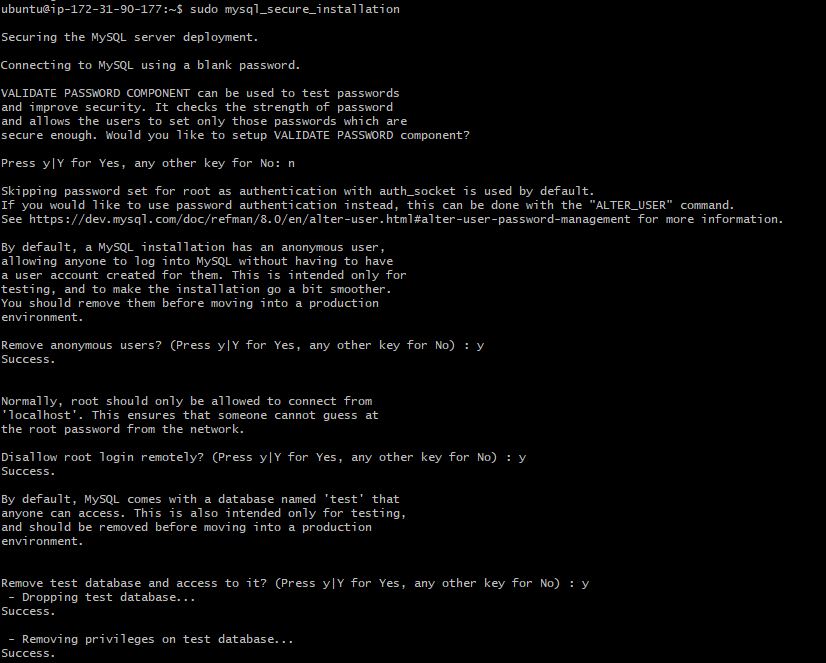 ubuntu@ip-172-31-90-177:~$ sudo mysql_secure_installation
Securing the MySQL server deployment.
Connecting to MySQL using a blank password.
VALIDATE PASSWORD COMPONENT can be used to test passwords
and improve security. It checks the strength of password
and allows the users to set only those passwords which are
secure enough. Would you like to setup VALIDATE PASSWORD component?
Press y|Y for Yes, any other key for No: n
Skipping password set for root as authentication with auth_socket is used by default.
If you would like to use password authentication instead, this can be done with the "ALTER_USER" command.
See https://dev.mysql.com/doc/refman/8.0/en/alter-user.html#alter-user-password-management for more information.
By default, a MySQL installation has an anonymous user,
allowing anyone to log into MySQL without having to have
a user account created for them. This is intended only for
testing, and to make the installation go a bit smoother.
You should remove them before moving into a production
environment.
Remove anonymous users? (Press y|Y for Yes, any other key for No) : y
Success.
Normally, root should only be allowed to connect from
'localhost'. This ensures that someone cannot guess at
the root password from the network.
Disallow root login remotely? (Press y|Y for Yes, any other key for No) : y
Success.
By default, MySQL comes with a database named 'test' that
anyone can access. This is also intended only for testing,
and should be removed before moving into a production
environment.
Remove test database and access to it? (Press y|Y for Yes, any other key for No) : y
- Dropping test database...
Success.
- Removing privileges on test database...
Success.